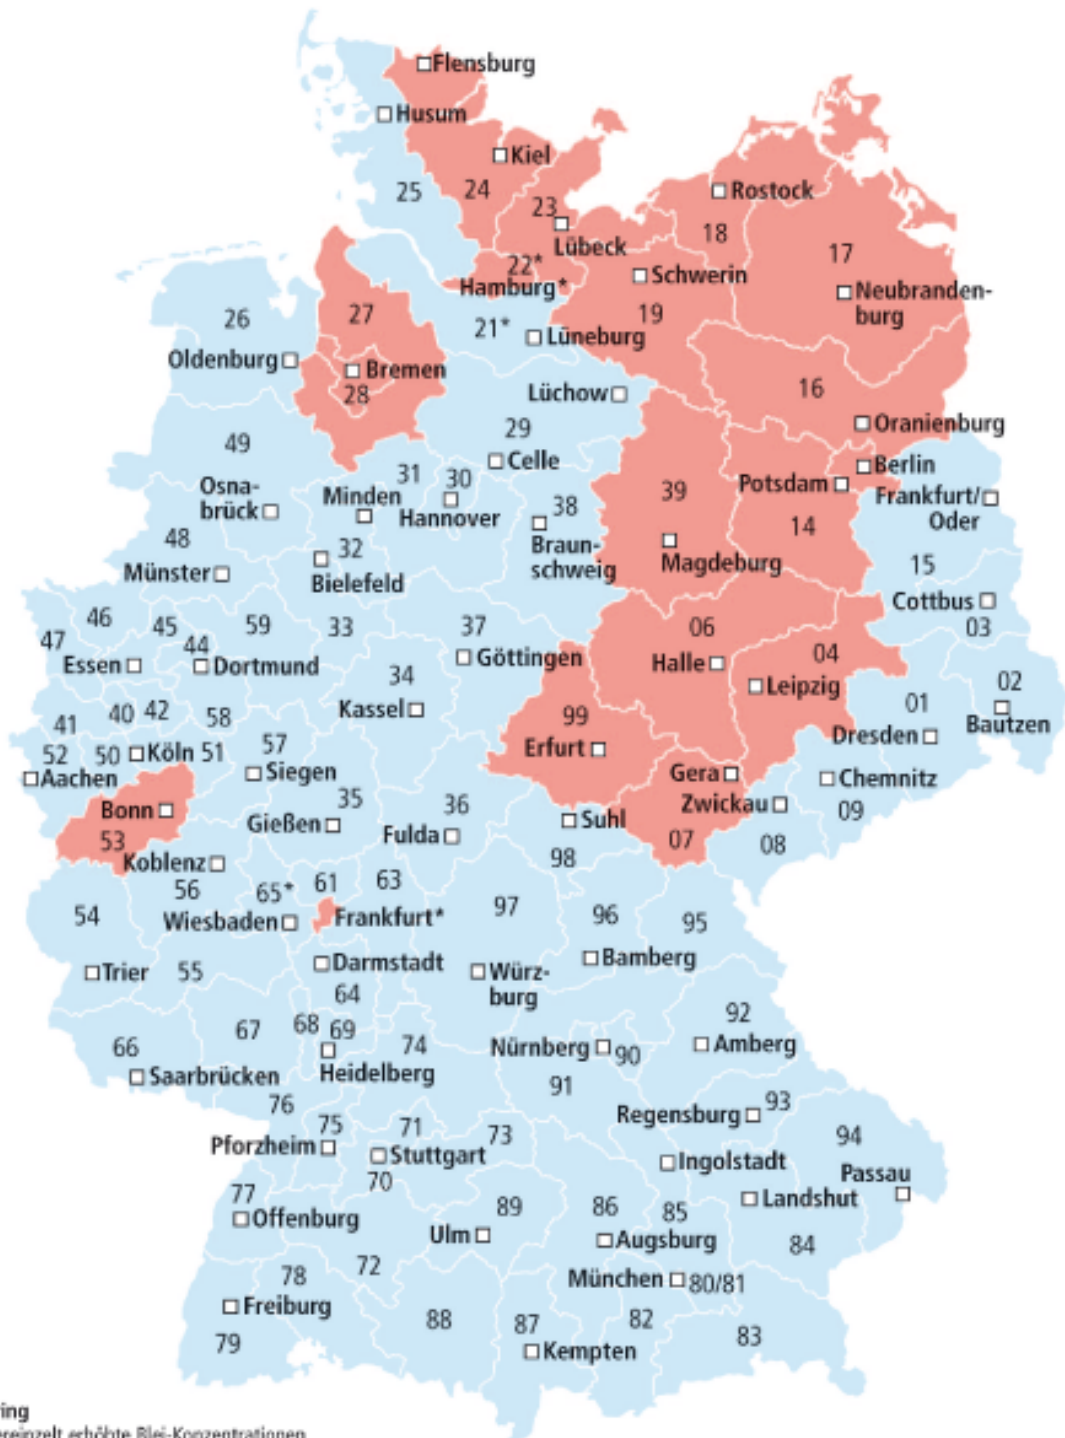 Flensburg
Husum
Kiel
25
24
23
Rostock
Lübeck
18
22*
Hamburg*
Schwerin
17
Neubranden-
burg
19
26
27
21*
Lüneburg
Oldenburg
Bremen
28
Lüchow
16
Oranienburg
29
49
Celle
Berlin
Osna-
brück
31
30
Minden
Hannover
38
39
Potsdam
Frankfurt/
Oder
14
48
32
Braun-
schweig
Magdeburg
15
Münster
Bielefeld
Cottbus
46
45
59
33
37
06
03
47
44
04
Essen
Dortmund
Göttingen
Halle
34
Leipzig
02
01
41
40
42
58
Kassel
99
Bautzen
Dresden
52
50
Köln
51
57
Erfurt
Aachen
Siegen
Gera
Chemnitz
Bonn
35
36
Zwickau
09
Gießen
Fulda
Suhl
53
07
08
Koblenz
98
56
65*
61
63
54
Wiesbaden
Frankfurt*
97
96
95
Trier
55
Darmstadt
Würz-
burg
Bamberg
64
67
68
69
74
92
66
Nürnberg
90
Amberg
Saarbrücken
Heidelberg
91
76
Regensburg
93
75
71
73
94
Pforzheim
Stuttgart
Ingolstadt
Passau
70
77
Landshut
Offenburg
89
86
85
Ulm
Augsburg
84
72
München
80/81
78
Freiburg
88
87
82
83
79
Kempten
ring
ereinzelt erhöhte Blei-Konzentrationen